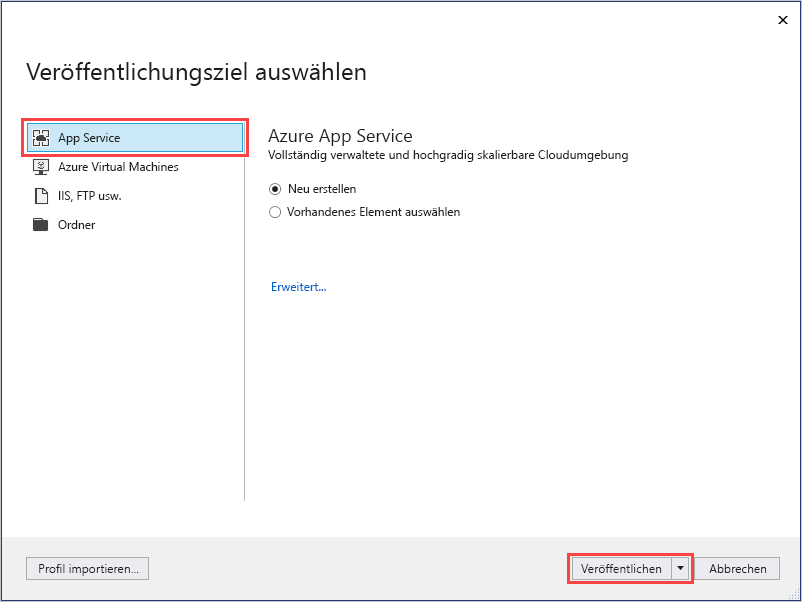 Veröffentlichungsziel auswählen
App Service
Azure Virtual Machines
IIS, FTP usw.
Ordner
Azure App Service
Vollständig verwaltete und hochgradig skalierbare Cloudumgebung
Neu erstellen
Vorhandenes Element auswählen
Erweitert...
Profil importieren...
Veröffentlichen
Abbrechen